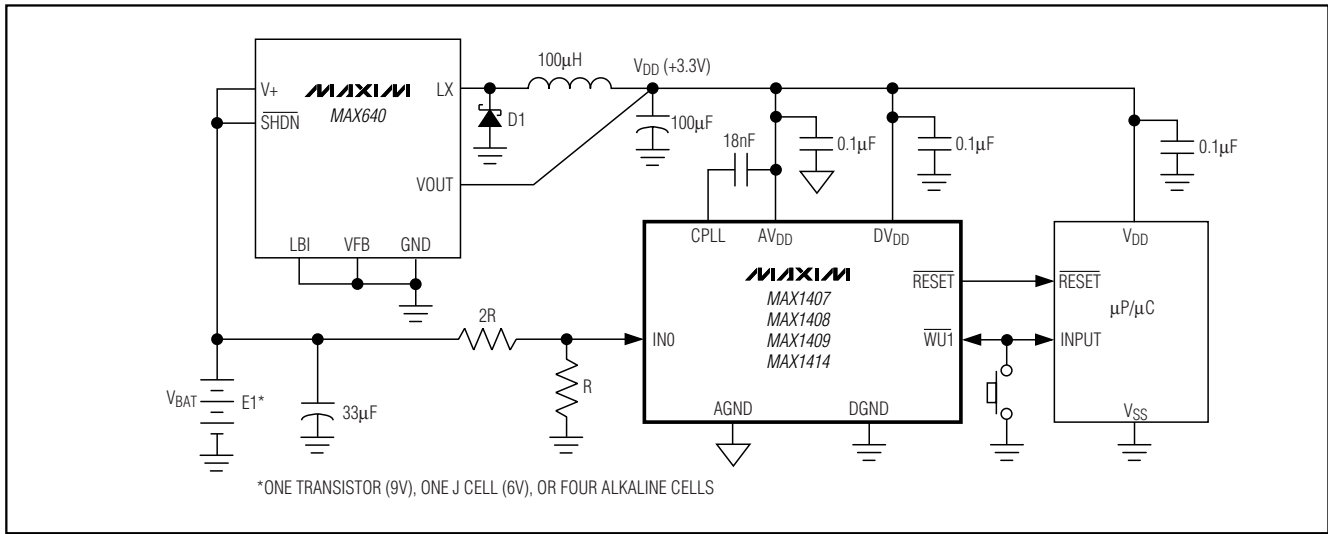 100μH
VDD (+3.3V)
V+
MAXIM
LX
SHDN
MAX640
D1
100μF
18nF
0.1μF
0.1μF
0.1μF
VOUT
CPLL
AVDD
DVDD
VDD
LBI
VFB
GND
MAXIM
RESET
RESET
MAX1407
MAX1408
MAX1409
MAX1414
μP/μC
2R
IN0
WU1
INPUT
R
VBAT
E1*
33μF
AGND
DGND
VSS
*ONE TRANSISTOR (9V), ONE J CELL (6V), OR FOUR ALKALINE CELLS